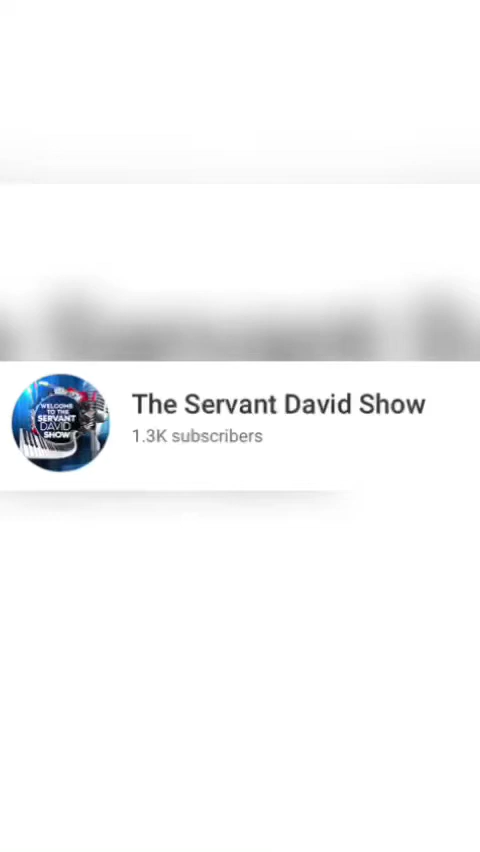 The Servant David Show
1.3K subscribers
WELCOME
TO THE
SERVANT
DAVID
SHOW